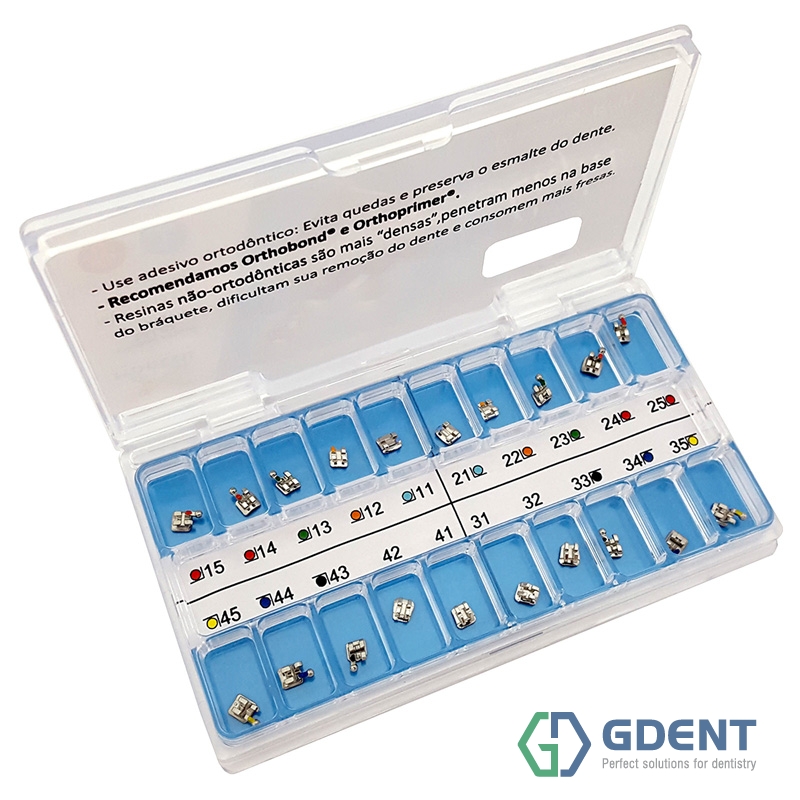 - Use adesivo ortodôntico: Evita quedas e preserva o esmalte do dente.
- Recomendamos Orthobond® e Orthoprimer®.
- Resinas não-ortodônticas são mais "densas",penetram menos na base
do bráquete, dificultam sua remoção do dente e consomem mais fresas.
15 14 13 12 11 21 22 23 24 25
45 44 43 42 41 31 32 33 34 35
GDENT
Perfect solutions for dentistry